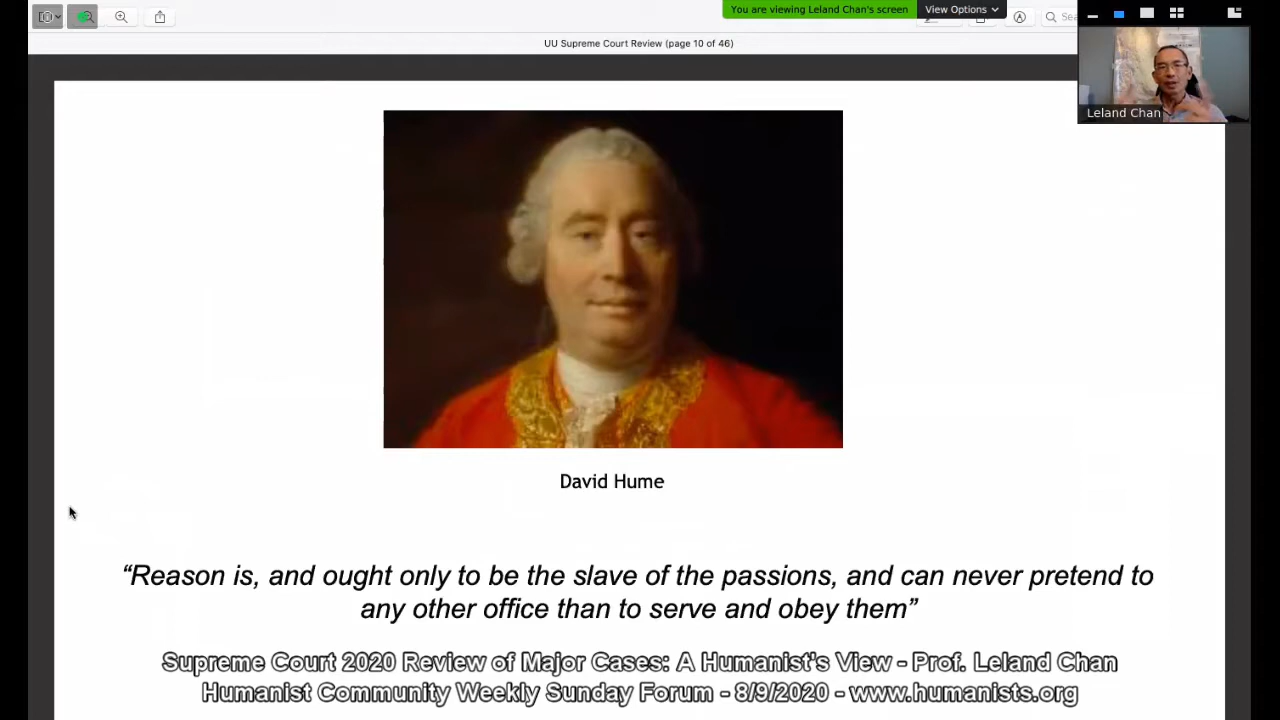 You are viewing Leland Chan's screen View Options
Sea
UU Supreme Court Review (page 10 of 46)
Leland Chan
David Hume
“Reason is, and ought only to be the slave of the passions, and can never pretend to
any other office than to serve and obey them”
Supreme Court 2020 Review of Major Cases: A Humanist's View - Prof. Leland Chan
Humanist Community Weekly Sunday Forum - 8/9/2020 - www.humanists.org